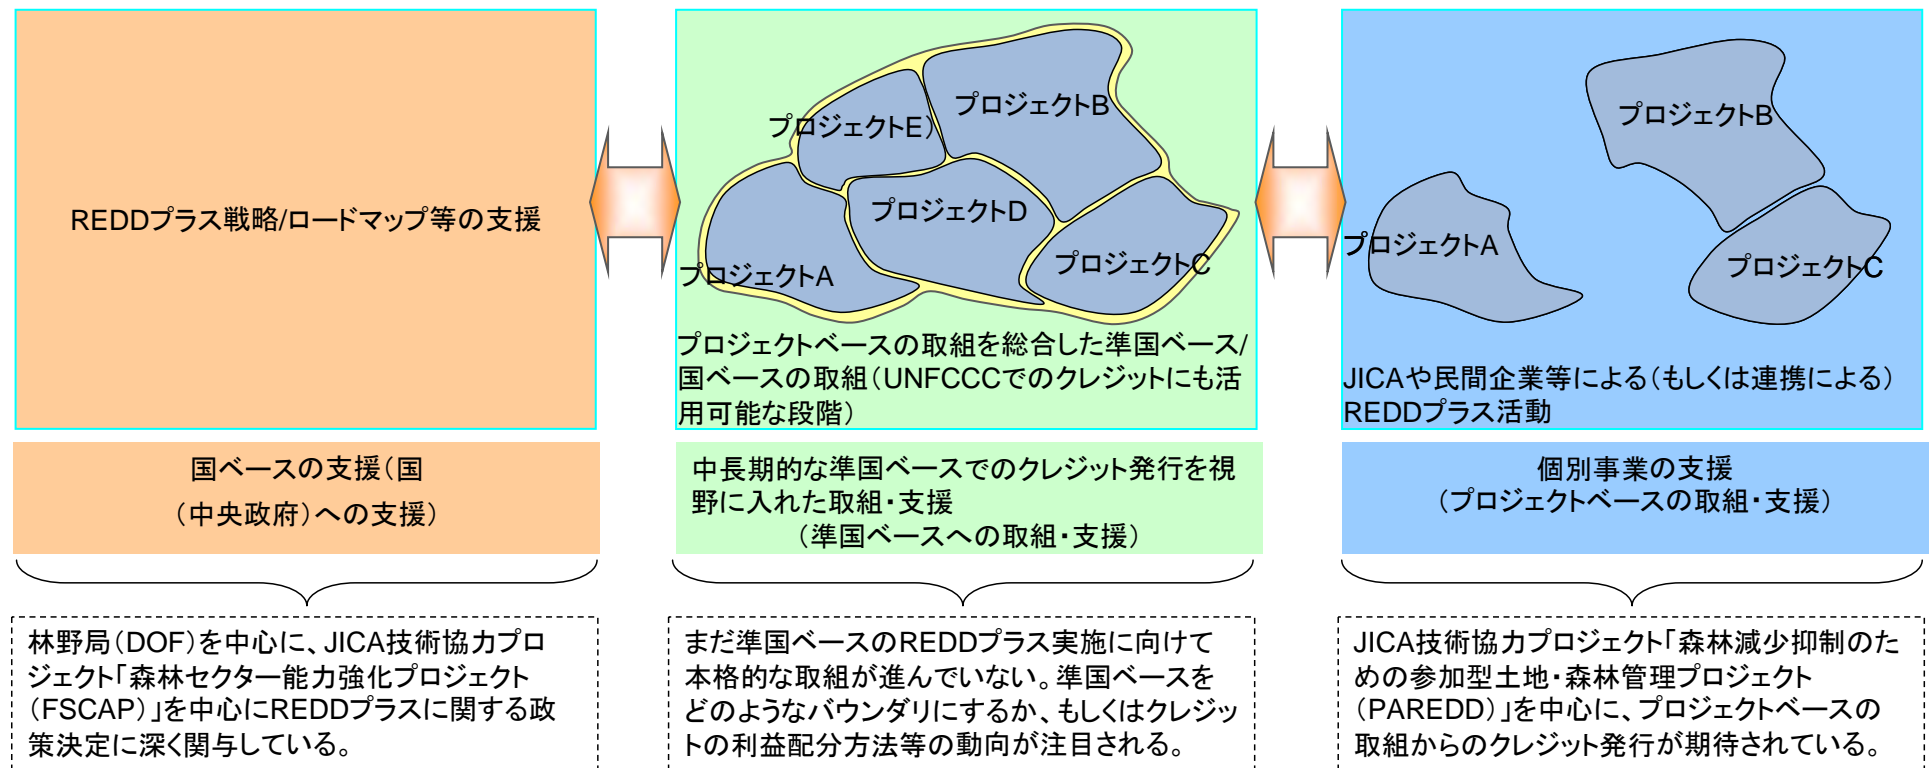 REDDプラス戦略/ロードマップ等の支援
国ベースの支援(国
(中央政府)への支援)
林野局(DOF)を中心に、JICA技術協力プロ
ジェクト「森林セクター能力強化プロジェクト
(FSCAP)」を中心にREDDプラスに関する政
策決定に深く関与している。
プロジェクトB
プロジェクトE)
プロジェクトD
プロジェクトC
プロジェクトA
プロジェクトベースの取組を総合した準国ベース/
国ベースの取組(UNFCCCでのクレジットにも活
用可能な段階)
中長期的な準国ベースでのクレジット発行を視
野に入れた取組・支援
(準国ベースへの取組・支援)
まだ準国ベースのREDDプラス実施に向けて
本格的な取組が進んでいない。準国ベースを
どのようなバウンダリにするか、もしくはクレジッ
トの利益配分方法等の動向が注目される。
プロジェクトB
プロジェクトA
プロジェクトC
JICAや民間企業等による(もしくは連携による)
REDDプラス活動
個別事業の支援
(プロジェクトベースの取組・支援)
JICA技術協力プロジェクト「森林減少抑制のた
めの参加型土地・森林管理プロジェクト
(PAREDD)」を中心に、プロジェクトベースの
取組からのクレジット発行が期待されている。